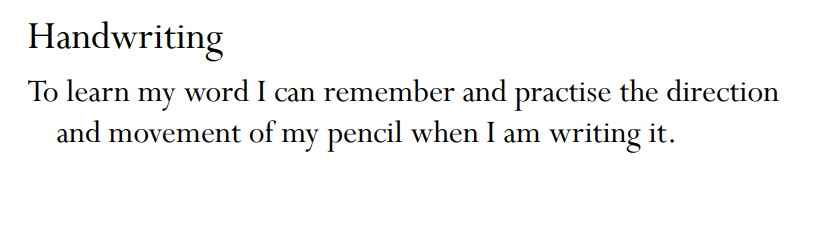 Handwriting
To learn my word I can remember and practise the direction
and movement of my pencil when I am writing it.